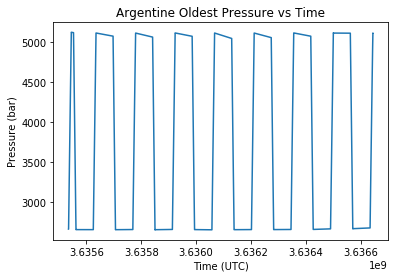 Argentine Oldest Pressure vs Time
Pressure (bar)
5000
4500
4000
3500
3000
3.6356 3.6358 3.6360 3.6362 3.6364 3.6366
1e9
Time (UTC)